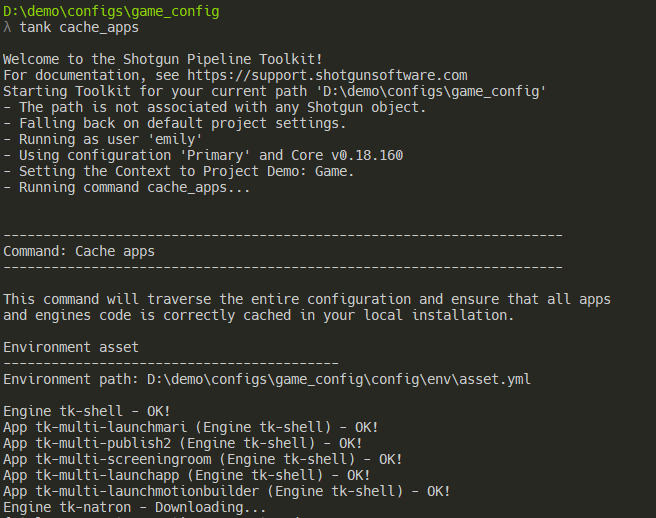 D:\demo\configs\game_config
λ tank cache_apps
Welcome to the Shotgun Pipeline Toolkit!
For documentation, see https://support.shotgunsoftware.com
Starting Toolkit for your current path 'D:\demo\configs\game_config'
- The path is not associated with any Shotgun object.
- Falling back on default project settings.
- Running as user 'emily'
- Using configuration 'Primary' and Core v0.18.160
- Setting the Context to Project Demo: Game.
- Running command cache_apps...
----------------------------------------------------------------------
Command: Cache apps
----------------------------------------------------------------------
This command will traverse the entire configuration and ensure that all apps
and engines code is correctly cached in your local installation.
Environment asset
------------------------------------------
Environment path: D:\demo\configs\game_config\config\env\asset.yml
Engine tk-shell - OK!
App tk-multi-launchmari (Engine tk-shell) - OK!
App tk-multi-publish2 (Engine tk-shell) - OK!
App tk-multi-screeningroom (Engine tk-shell) - OK!
App tk-multi-launchapp (Engine tk-shell) - OK!
App tk-multi-launchmotionbuilder (Engine tk-shell) - OK!
Engine tk-natron - Downloading...